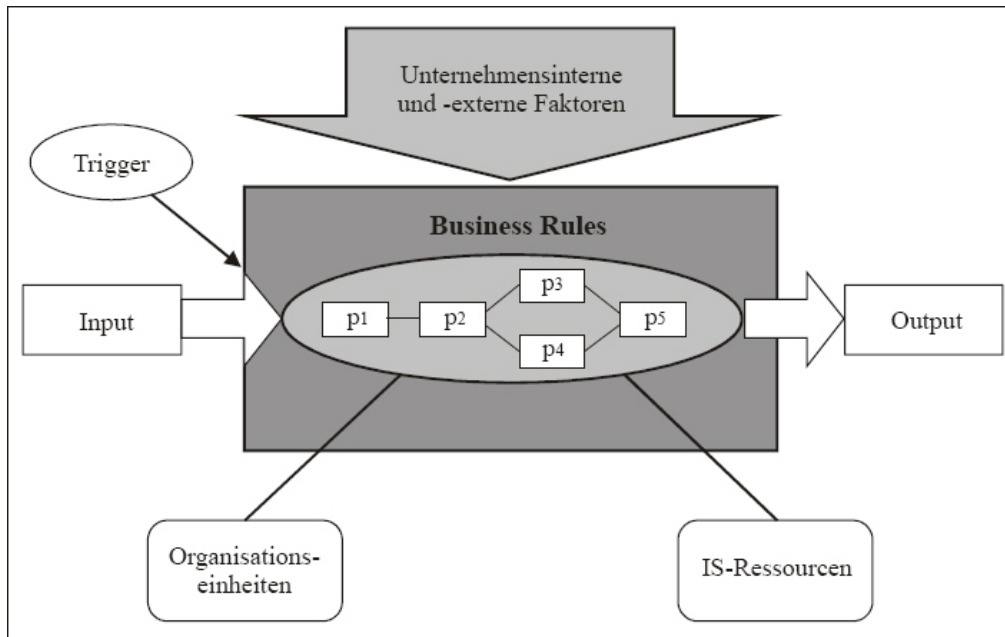 Unternehmensinterne
und -externe Faktoren
Trigger
Business Rules
Input
p1
p2
p3
p4
p5
Output
Organisations-
einheiten
IS-Ressourcen